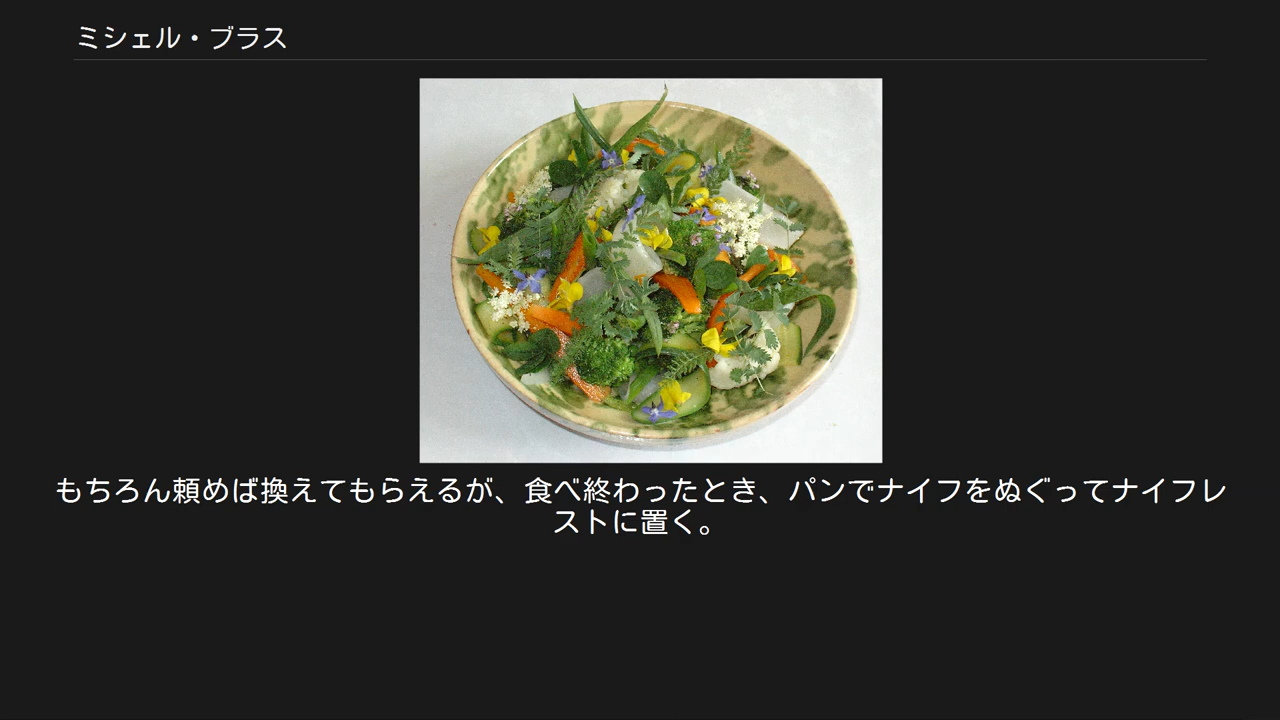 ミシェル・ブラス
もちろん頼めば換えてもらえるが、食べ終わったとき、パンでナイフをぬぐってナイフレ
ストに置く。